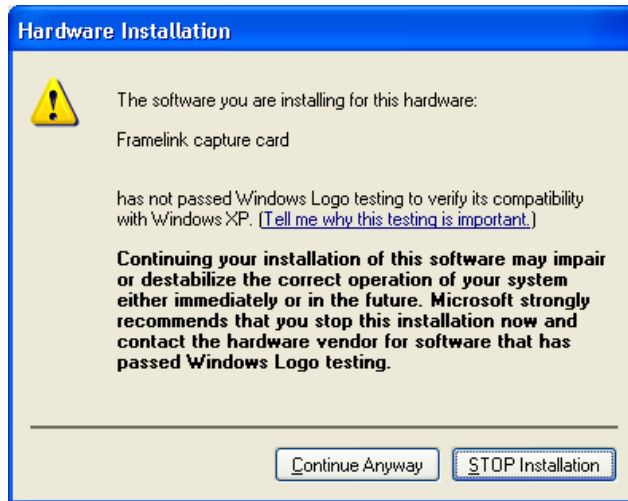 Hardware Installation
The software you are installing for this hardware:
Framelink capture card
has not passed Windows Logo testing to verify its compatibility
with Windows XP. (Tell me why this testing is important.)
Continuing your installation of this software may impair
or destabilize the correct operation of your system
either immediately or in the future. Microsoft strongly
recommends that you stop this installation now and
contact the hardware vendor for software that has
passed Windows Logo testing.
Continue Anyway
STOP Installation